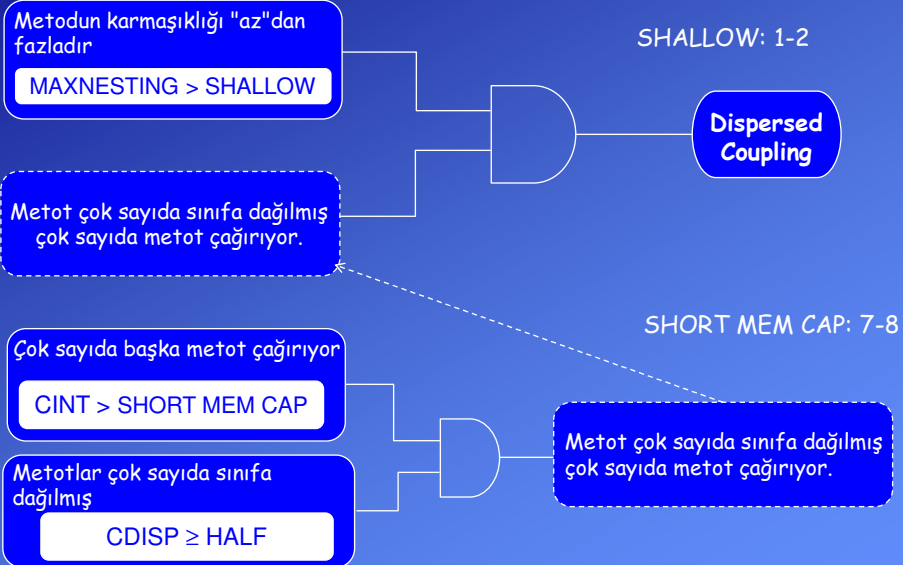 Metodun karmaşıklığı "az"dan
fazladır
MAXNESTING > SHALLOW
SHALLOW: 1-2
Dispersed
Coupling
Metot çok sayıda sınıfa dağılmış
çok sayıda metot çağırıyor.
SHORT MEM CAP: 7-8
Çok sayıda başka metot çağırıyor
CINT > SHORT MEM CAP
Metotlar çok sayıda sınıfa
dağılmış
CDISP ≥ HALF
Metot çok sayıda sınıfa dağılmış
çok sayıda metot çağırıyor.